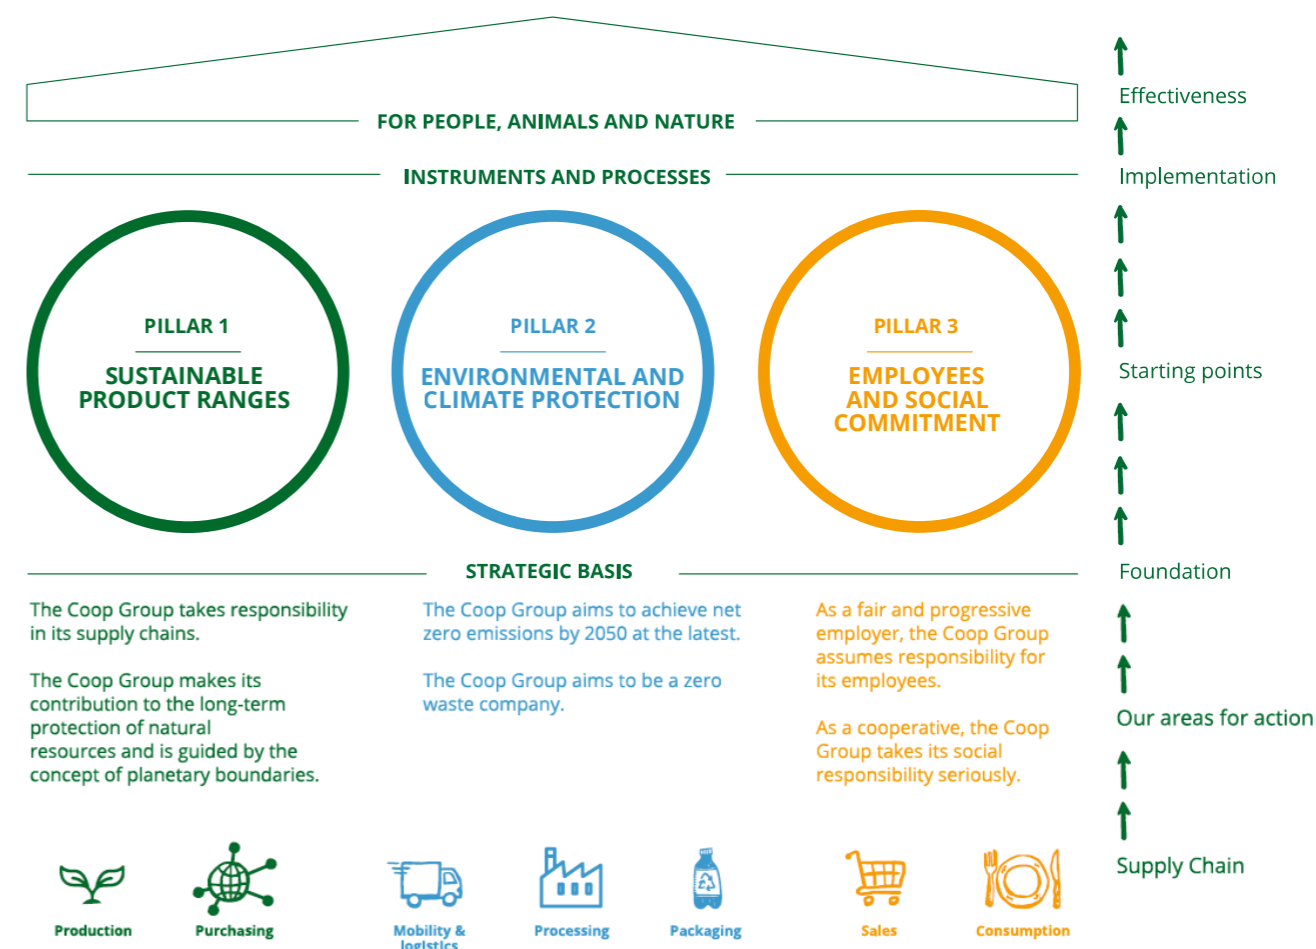 Effectiveness
FOR PEOPLE, ANIMALS AND NATURE
INSTRUMENTS AND PROCESSES
Implementation
PILLAR 1
SUSTAINABLE
PRODUCT RANGES
PILLAR 2
ENVIRONMENTAL AND
CLIMATE PROTECTION
PILLAR 3
EMPLOYEES
AND SOCIAL
COMMITMENT
Starting points
STRATEGIC BASIS
Foundation
The Coop Group takes responsibility
in its supply chains.
The Coop Group makes its
contribution to the long-term
protection of natural
resources and is guided by the
concept of planetary boundaries.
The Coop Group aims to achieve net
zero emissions by 2050 at the latest.
The Coop Group aims to be a zero
waste company.
As a fair and progressive
employer, the Coop Group
assumes responsibility for
its employees.
As a cooperative, the Coop
Group takes its social
responsibility seriously.
Our areas for action
Supply Chain
Production
Purchasing
Mobility &
logistics
Processing
Packaging
Sales
Consumption